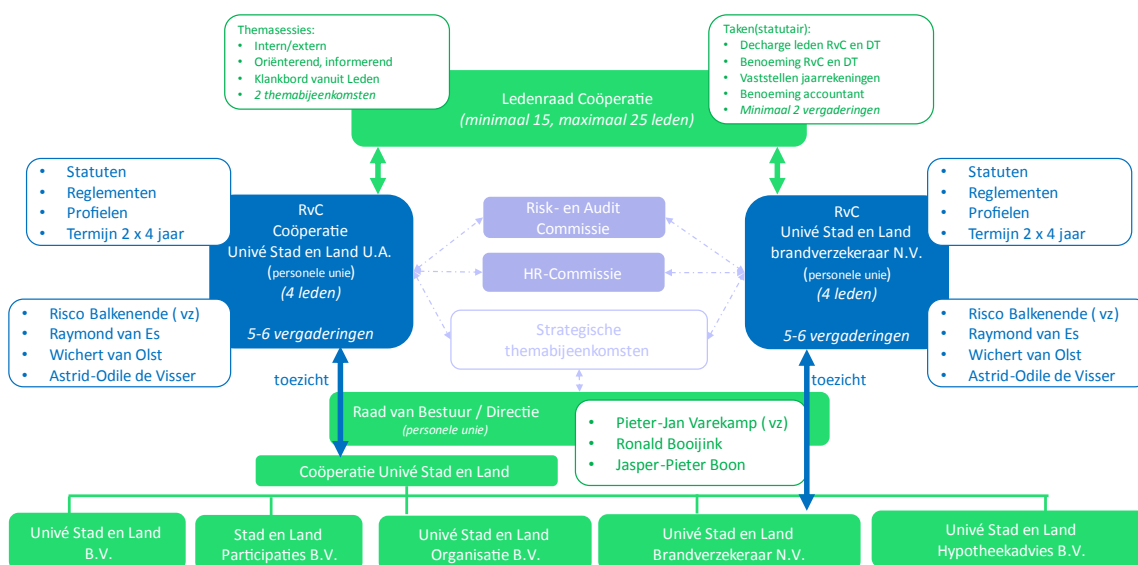 Themasessies:
• Intern/extern
• Oriënterend, informerend
• Klankbord vanuit Leden
• 2 themabijeenkomsten
Taken(statutair):
• Decharge leden RvC en DT
• Benoeming RvC en DT
• Vaststellen jaarrekeningen
• Benoeming accountant
• Minimaal 2 vergaderingen
Ledenraad Coöperatie
(minimaal 15, maximaal 25 leden)
• Statuten
• Reglementen
• Profielen
• Termijn 2 x 4 jaar
RvC
Coöperatie
Univé Stad en Land U.A.
(personele unie)
(4 leden)
5-6 vergaderingen
• Risco Balkenende ( vz)
• Raymond van Es
• Wichert van Olst
• Astrid-Odile de Visser
Risk- en Audit
Commissie
HR-Commissie
Strategische
themabijeenkomsten
RvC
Univé Stad en Land
brandverzekeraar N.V.
(personele unie)
(4 leden)
5-6 vergaderingen
• Statuten
• Reglementen
• Profielen
• Termijn 2 x 4 jaar
• Risco Balkenende ( vz)
• Raymond van Es
• Wichert van Olst
• Astrid-Odile de Visser
toezicht
toezicht
Raad van Bestuur / Directie
(personele unie)
• Pieter-Jan Varekamp ( vz)
• Ronald Booijink
• Jasper-Pieter Boon
Coöperatie Univé Stad en Land
Univé Stad en Land
B.V.
Stad en Land
Participaties B.V.
Univé Stad en Land
Organisatie B.V.
Univé Stad en Land
Brandverzekeraar N.V.
Univé Stad en Land
Hypotheekadvies B.V.